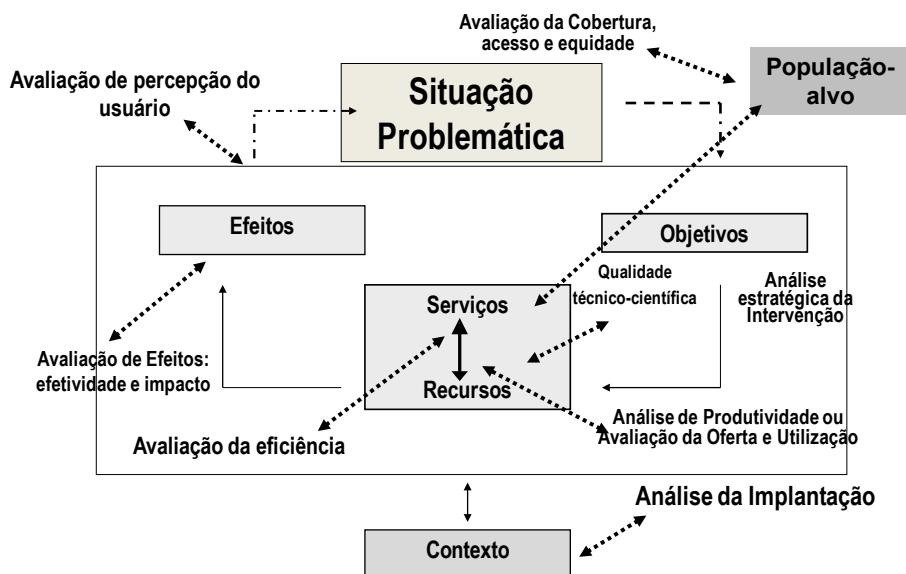 Avaliação da Cobertura,
acesso e equidade
População-
alvo
Avaliação de percepção do
usuário
Situação
Problemática
Efeitos
Objetivos
Qualidade
técnico-científica
Análise
estratégica da
Intervenção
Serviços
Recursos
Avaliação de Efeitos:
efetividade e impacto
Avaliação da eficiência
Análise de Produtividade ou
Avaliação da Oferta e Utilização
Análise da Implantação
Contexto